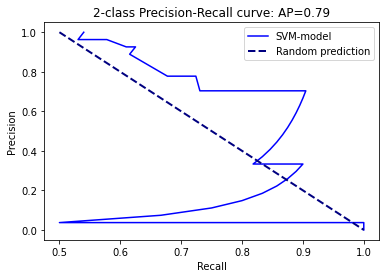 2-class Precision-Recall curve: AP=0.79
SVM-model
Random prediction
Precision
1.0
0.8
0.6
0.4
0.2
0.0
0.5
0.6
0.7
0.8
0.9
1.0
Recall